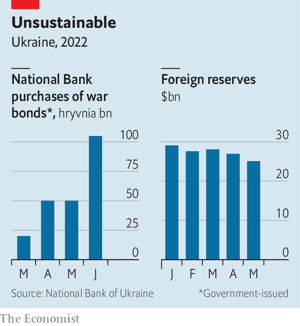 Unsustainable
Ukraine, 2022
National Bank
purchases of war
bonds*, hryvnia bn
100
75
50
25
0
M A M J
Foreign reserves
$bn
30
20
10
0
J F M A M
Source: National Bank of Ukraine
*Government-issued
The Economist